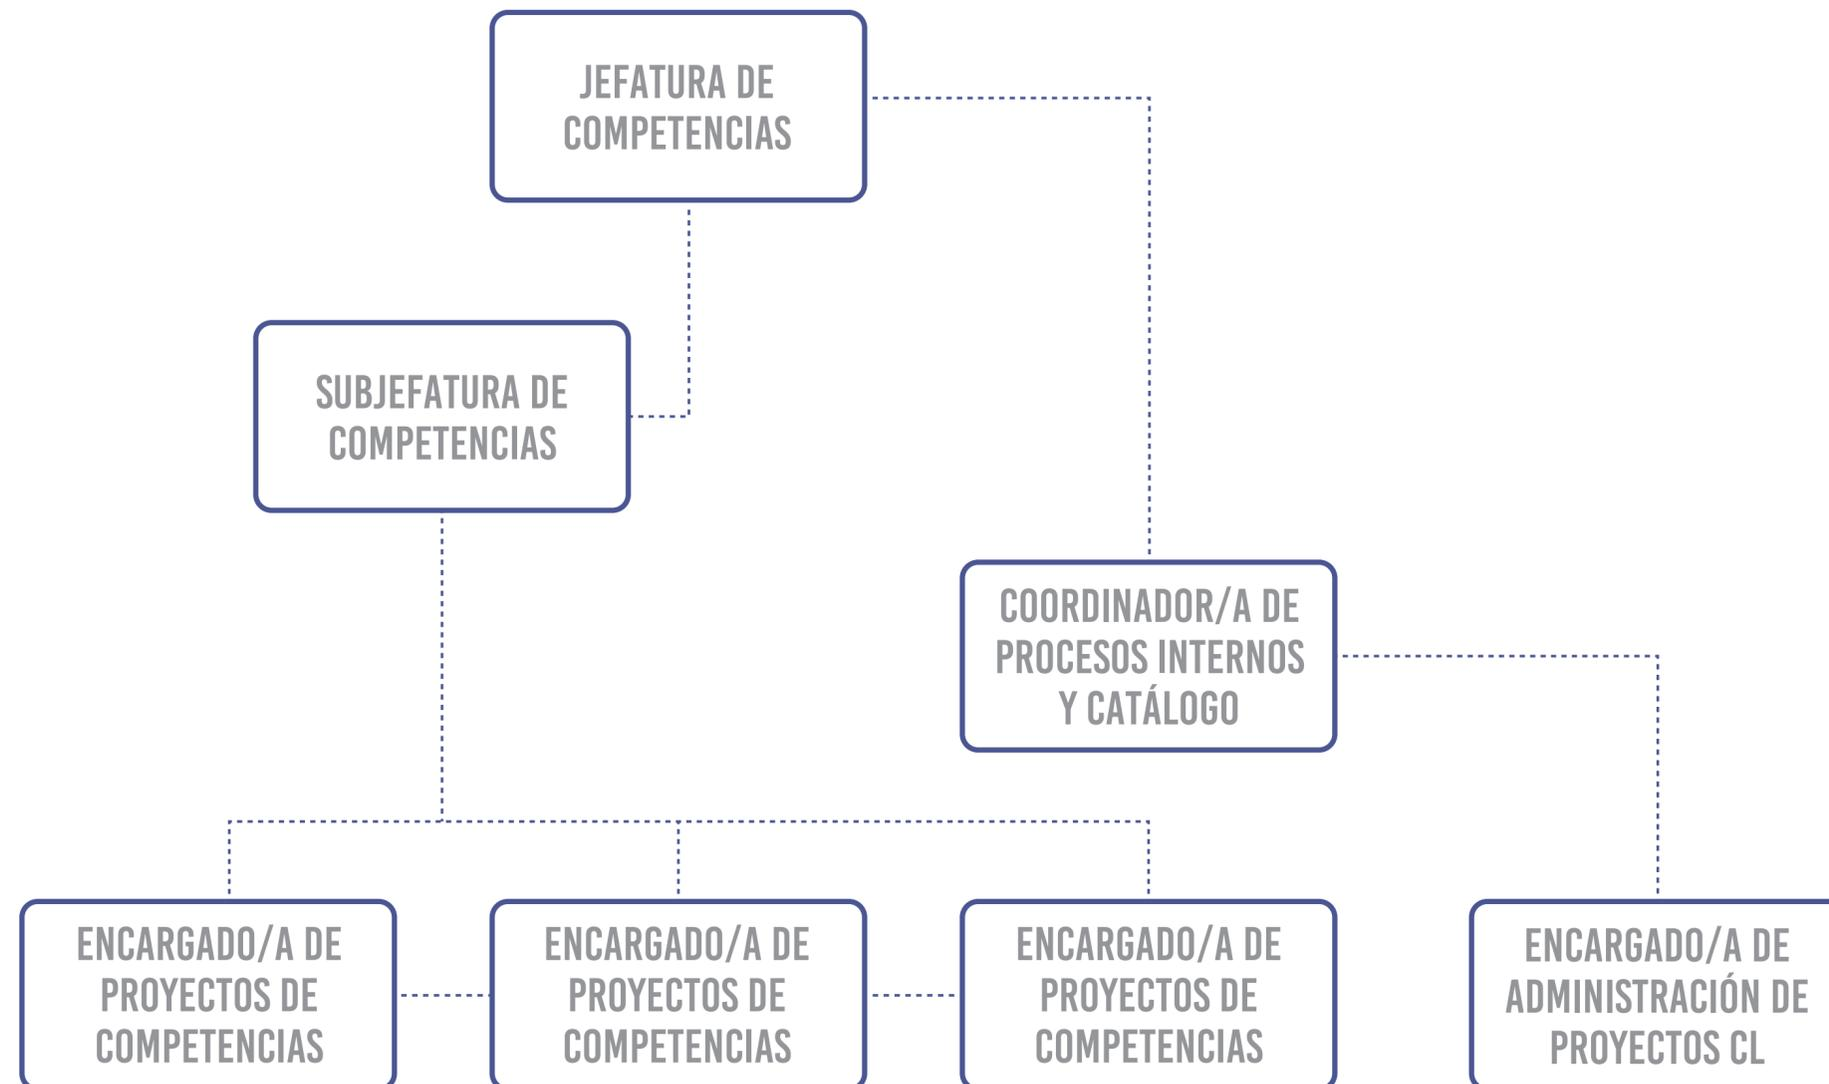 JEFATURA DE
COMPETENCIAS
SUBJEFATURA DE
COMPETENCIAS
COORDINADOR/A DE
PROCESOS INTERNOS
Y CATÁLOGO
ENCARGADO/A DE
PROYECTOS DE
COMPETENCIAS
ENCARGADO/A DE
PROYECTOS DE
COMPETENCIAS
ENCARGADO/A DE
PROYECTOS DE
COMPETENCIAS
ENCARGADO/A DE
ADMINISTRACIÓN DE
PROYECTOS CL